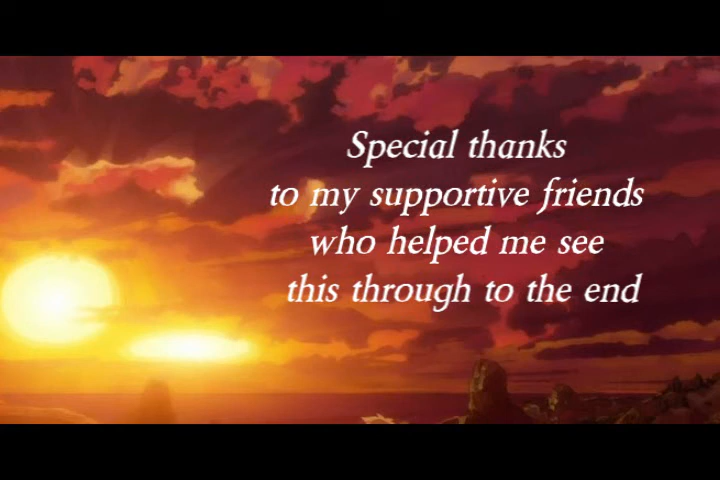 Special thanks
to my supportive friends
who helped me see
this through to the end